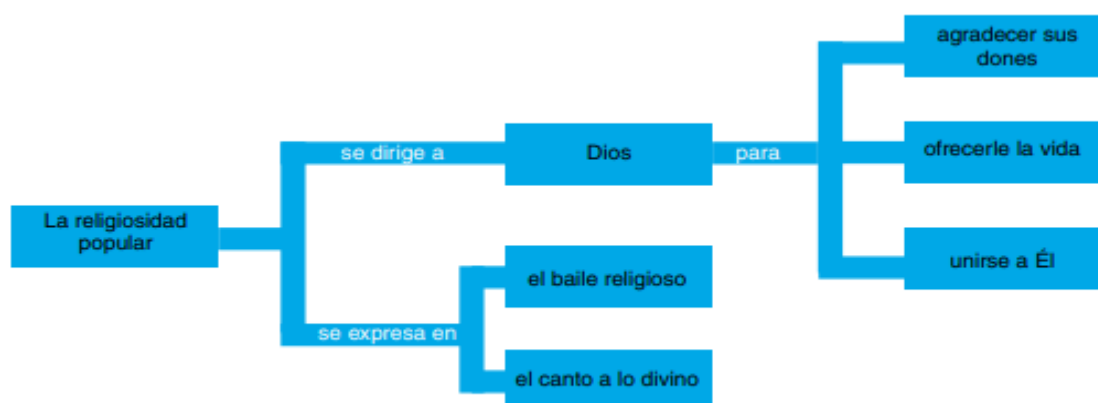 La religiosidad
popular
se dirige a
Dios
para
agradecer sus
dones
ofrecerle la vida
unirse a Él
se expresa en
el baile religioso
el canto a lo divino